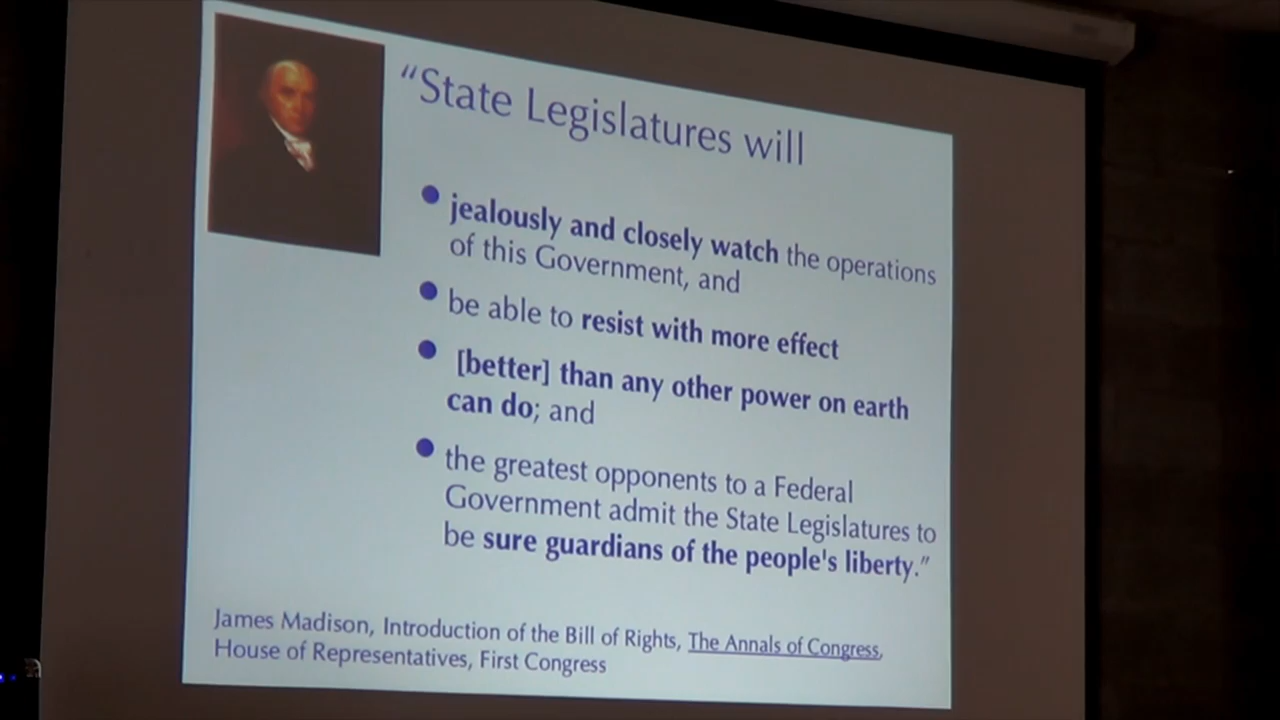 “State Legislatures will
● jealously and closely watch the operations
of this Government, and
● be able to resist with more effect
● [better] than any other power on earth
can do; and
● the greatest opponents to a Federal
Government admit the State Legislatures to
be sure guardians of the people's liberty.”
James Madison, Introduction of the Bill of Rights, The Annals of Congress,
House of Representatives, First Congress